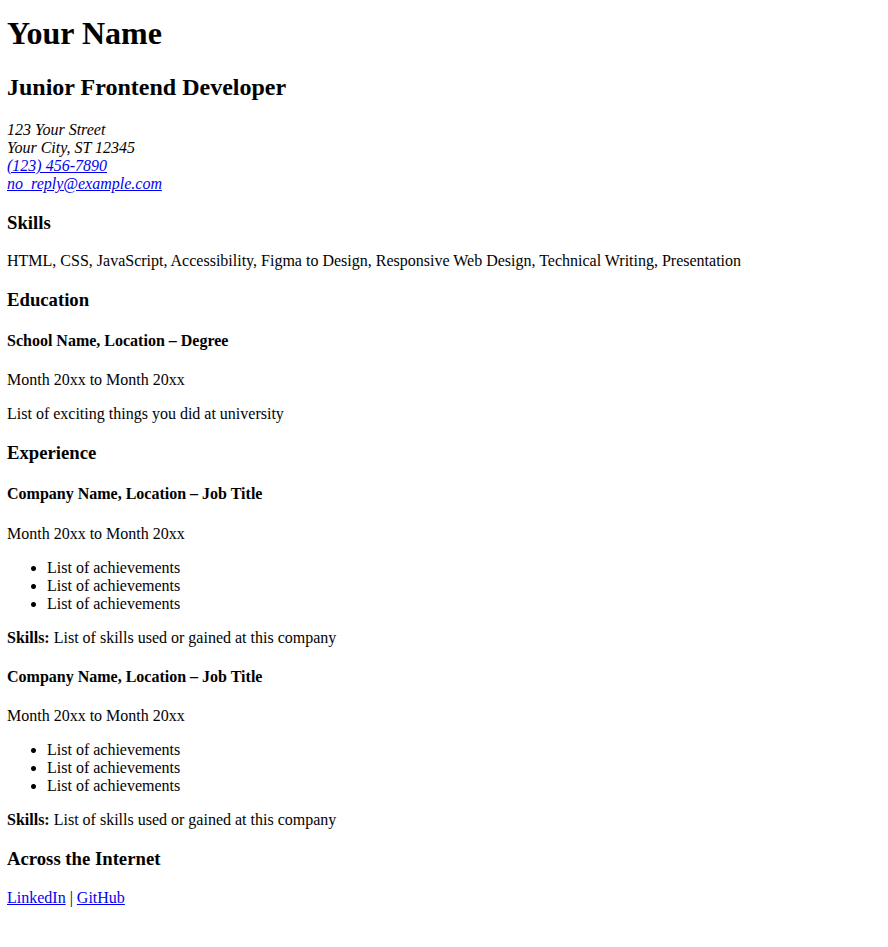 Your Name
Junior Frontend Developer
123 Your Street
Your City, ST 12345
(123) 456-7890
no_reply@example.com
Skills
HTML, CSS, JavaScript, Accessibility, Figma to Design, Responsive Web Design, Technical Writing, Presentation
Education
School Name, Location – Degree
Month 20xx to Month 20xx
List of exciting things you did at university
Experience
Company Name, Location – Job Title
Month 20xx to Month 20xx
• List of achievements
• List of achievements
• List of achievements
Skills: List of skills used or gained at this company
Company Name, Location – Job Title
Month 20xx to Month 20xx
• List of achievements
• List of achievements
• List of achievements
Skills: List of skills used or gained at this company
Across the Internet
LinkedIn | GitHub